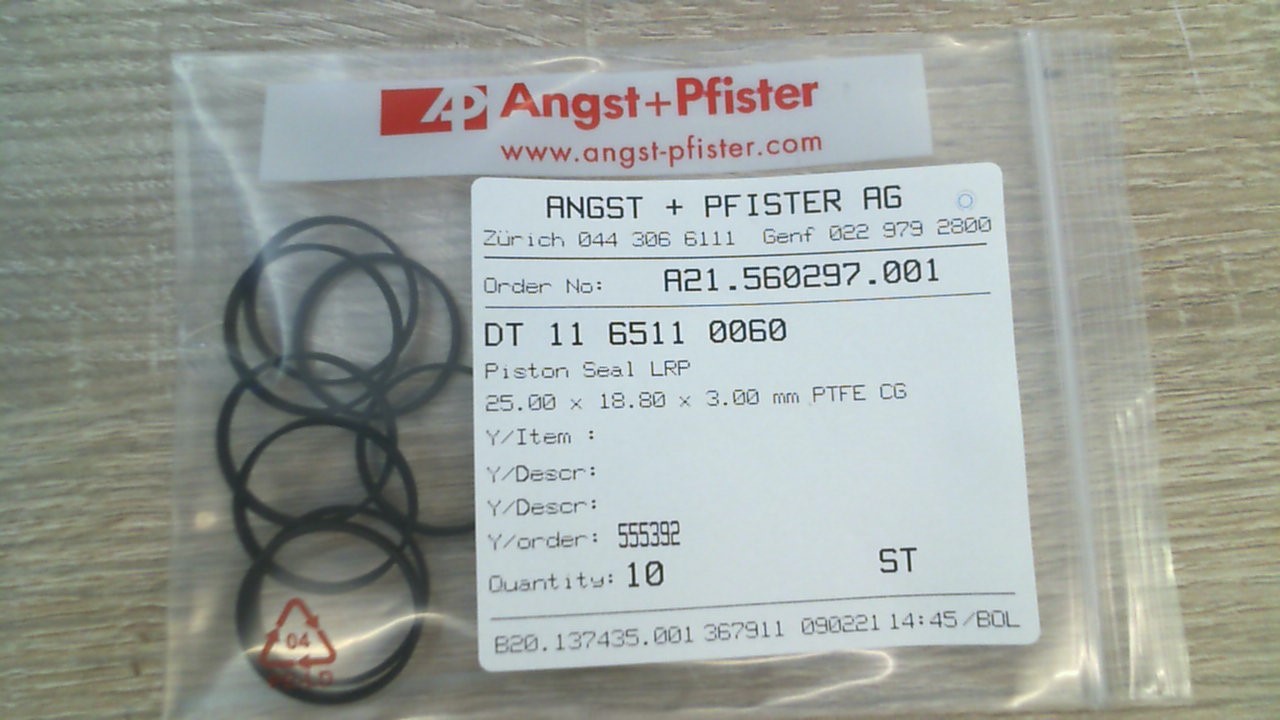 Angst+Pfister
www.angst-pfister.com
ANGST + PFISTER AG
Zürich 044 306 6111 Genf 022 979 2800
Order No: A21.560297.001
DT 11 6511 0060
Piston Seal LRP
25.00 x 18.80 x 3.00 mm PTFE CG
Y/Item :
Y/Descr:
Y/Descr:
Y/order: 555392
Quantity: 10 ST
B20.137435.001 367911 090221 14:45/BOL
04